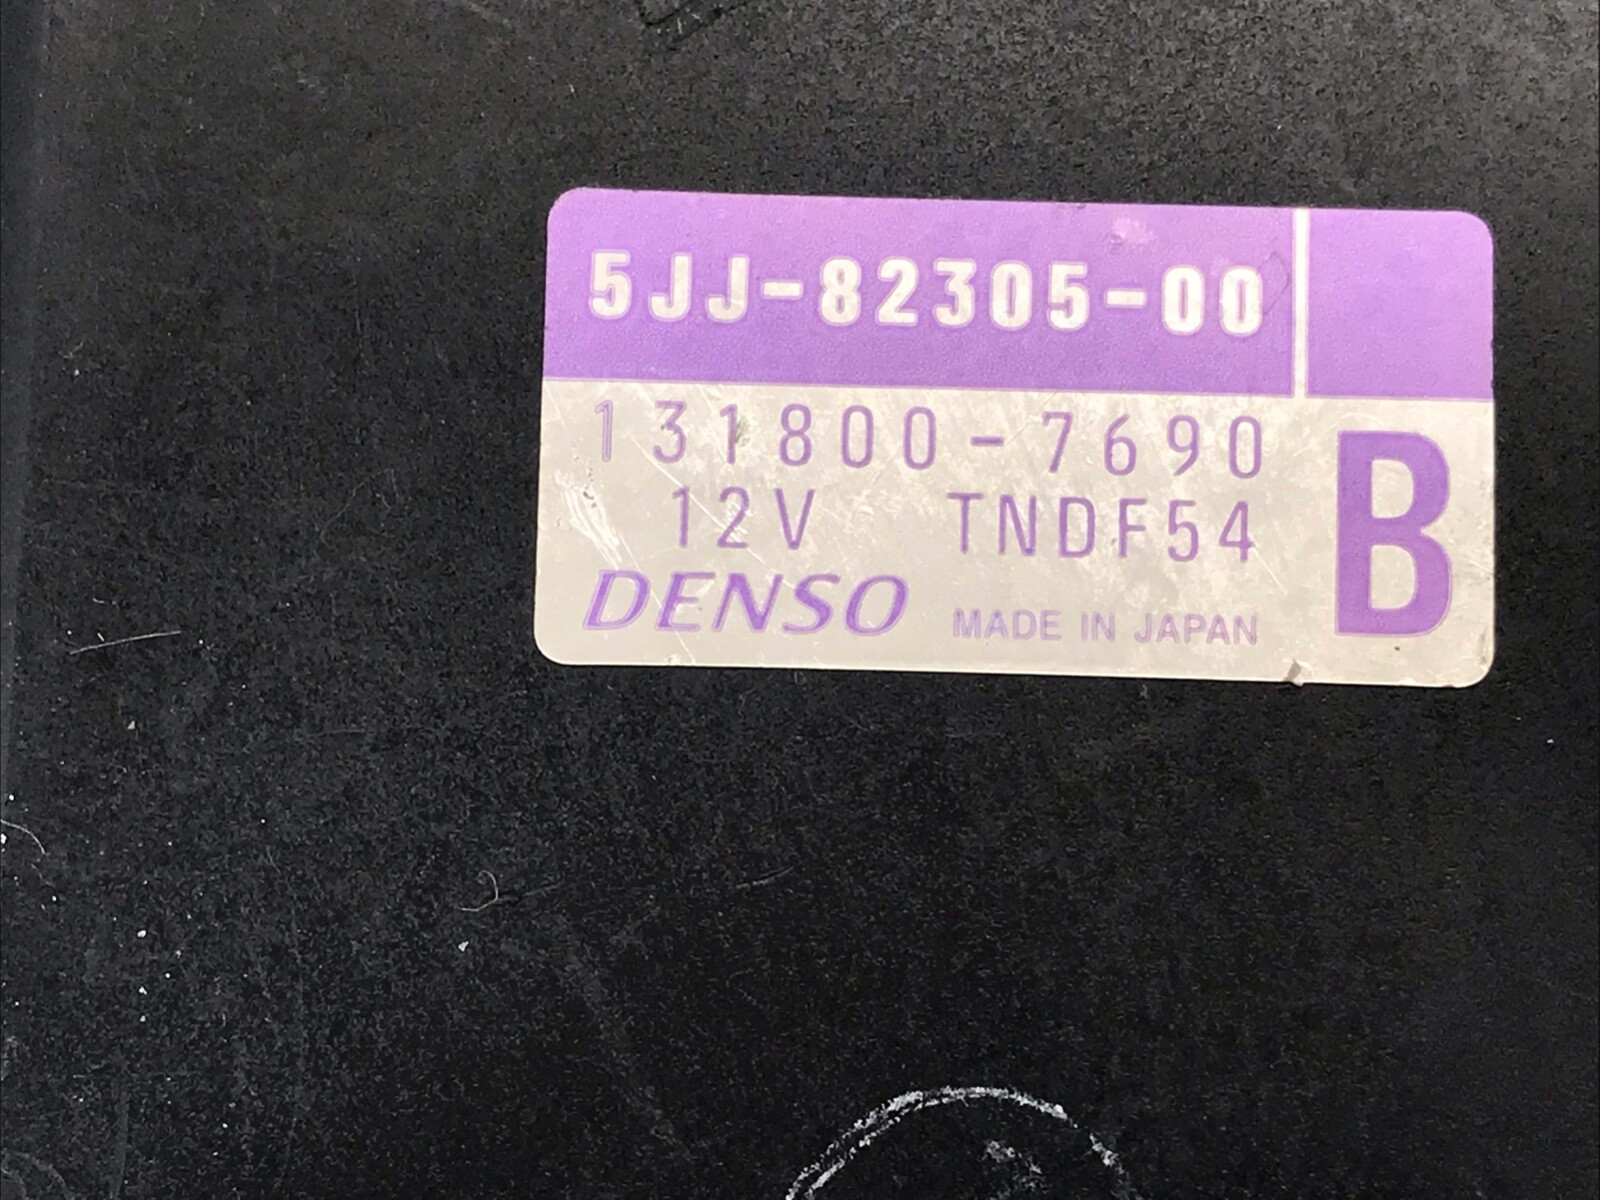 5JJ-82305-00
131800-7690
12V TNDF54
DENSO MADE IN JAPAN
B